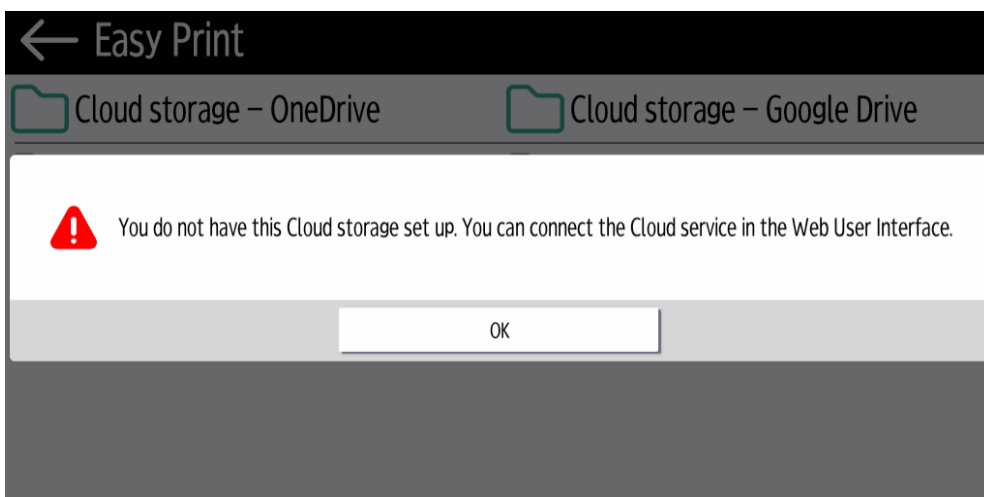 Easy Print
Cloud storage – OneDrive
Cloud storage – Google Drive
You do not have this Cloud storage set up. You can connect the Cloud service in the Web User Interface.
OK